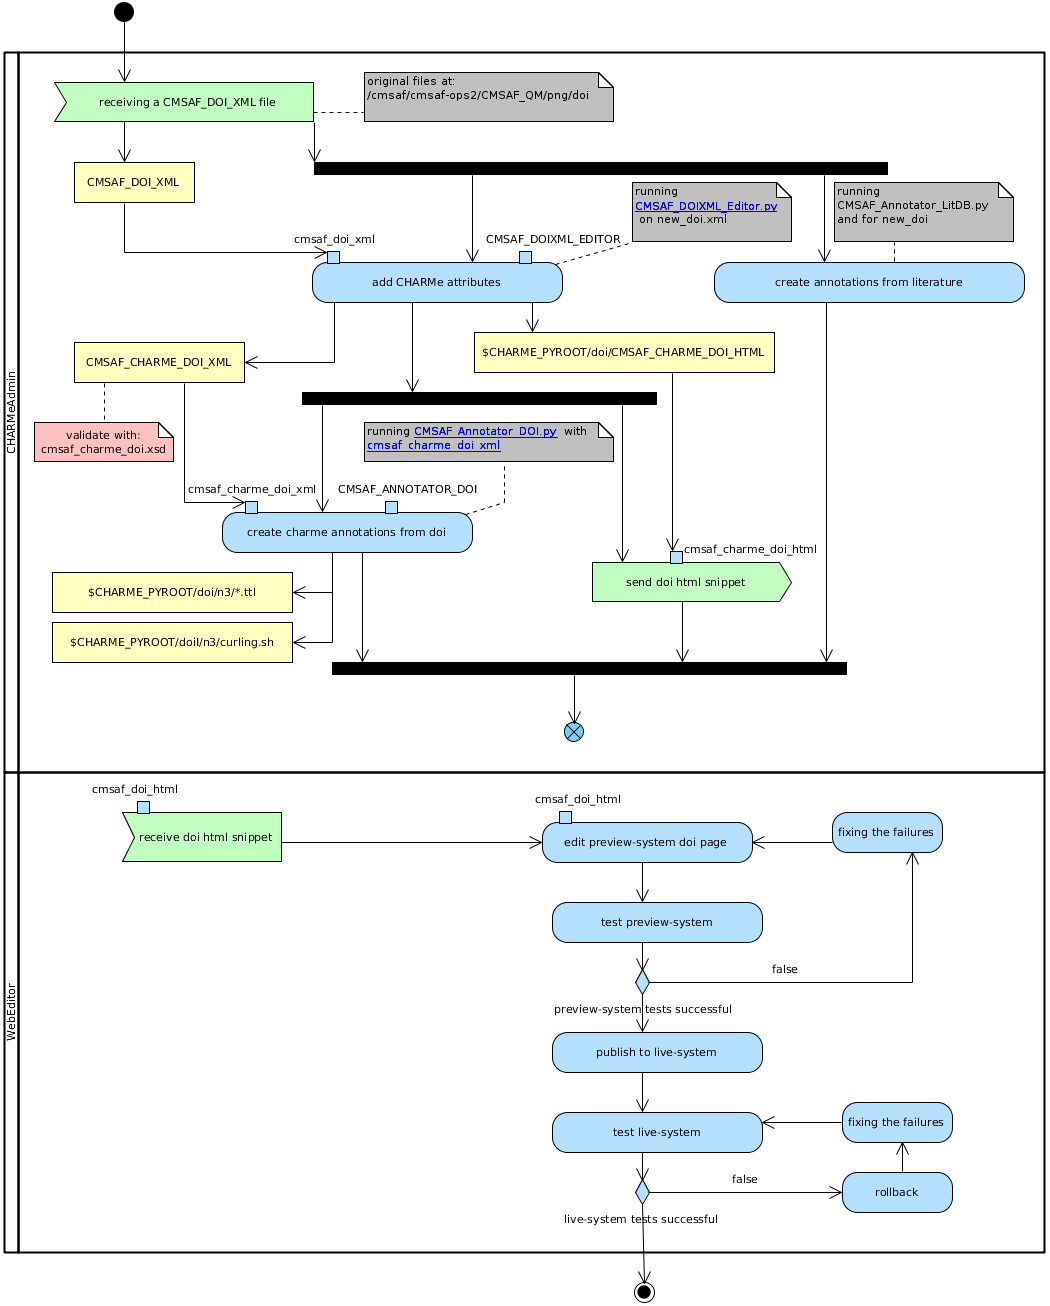 receiving a CMSAF_DOI_XML file
original files at:
/cmsaf/cmsaf-ops2/CMSAF_QM/png/doi
CMSAF_DOI_XML
running
CMSAF_DOIXML_Editor.py
on new_doi.xml
running
CMSAF_Annotator_LitDB.py
and for new_doi
cmsaf_doi_xml
CMSAF_DOIXML_EDITOR
add CHARMe attributes
create annotations from literature
CMSAF_CHARME_DOI_XML
$CHARME_PYROOT/doi/CMSAF_CHARME_DOI_HTML
CHARMeAdmin
validate with:
cmsaf_charme_doi.xsd
running CMSAF_Annotator_DOI.py with
cmsaf_charme_doi_xml
cmsaf_charme_doi_xml
CMSAF_ANNOTATOR_DOI
create charme annotations from doi
cmsaf_charme_doi_html
send doi html snippet
$CHARME_PYROOT/doi/n3/*.ttl
$CHARME_PYROOT/doil/n3/curling.sh
cmsaf_doi_html
receive doi html snippet
cmsaf_doi_html
edit preview-system doi page
fixing the failures
test preview-system
false
preview-system tests successful
WebEditor
publish to live-system
test live-system
fixing the failures
false
rollback
live-system tests successful